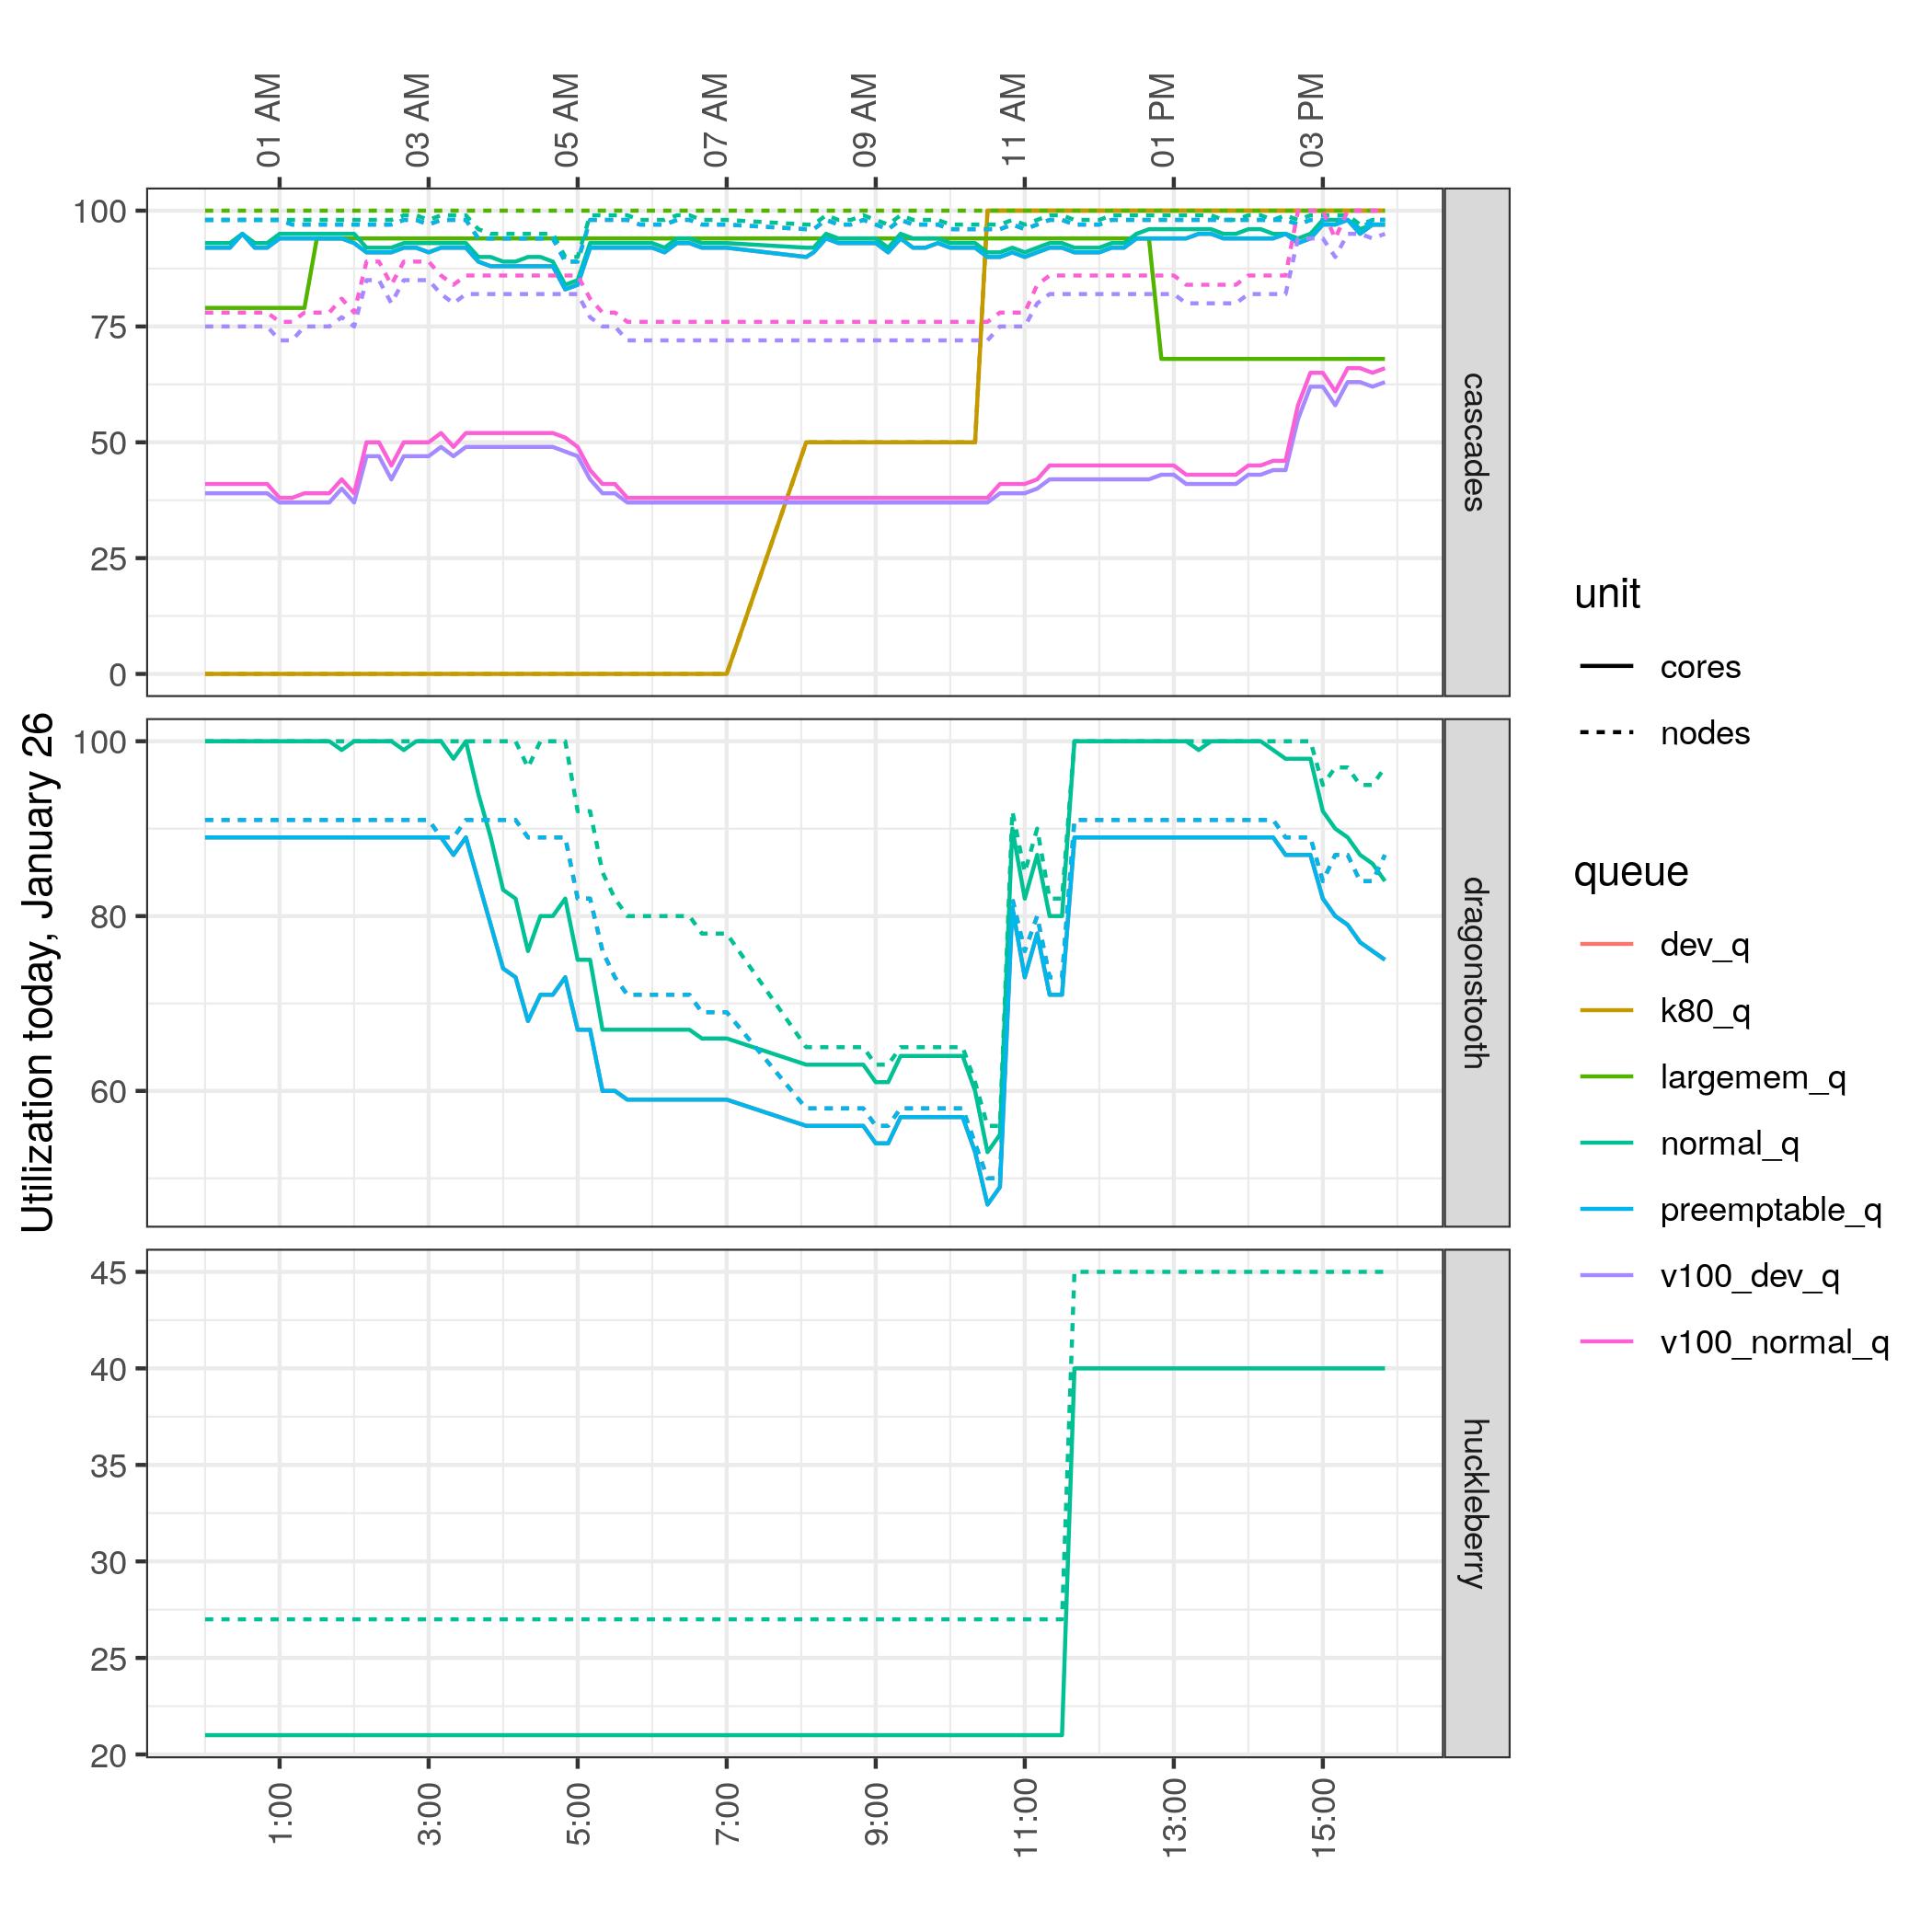 01 AM
03 AM
05 AM
07 AM
09 AM
11 AM
01 PM
03 PM
Utilization today, January 26
100
75
50
25
0
cascades
100
80
60
dragonstooth
45
40
35
30
25
20
huckleberry
1:00
3:00
5:00
7:00
9:00
11:00
13:00
15:00
unit
cores
nodes
queue
dev_q
k80_q
largemem_q
normal_q
preemptable_q
v100_dev_q
v100_normal_q